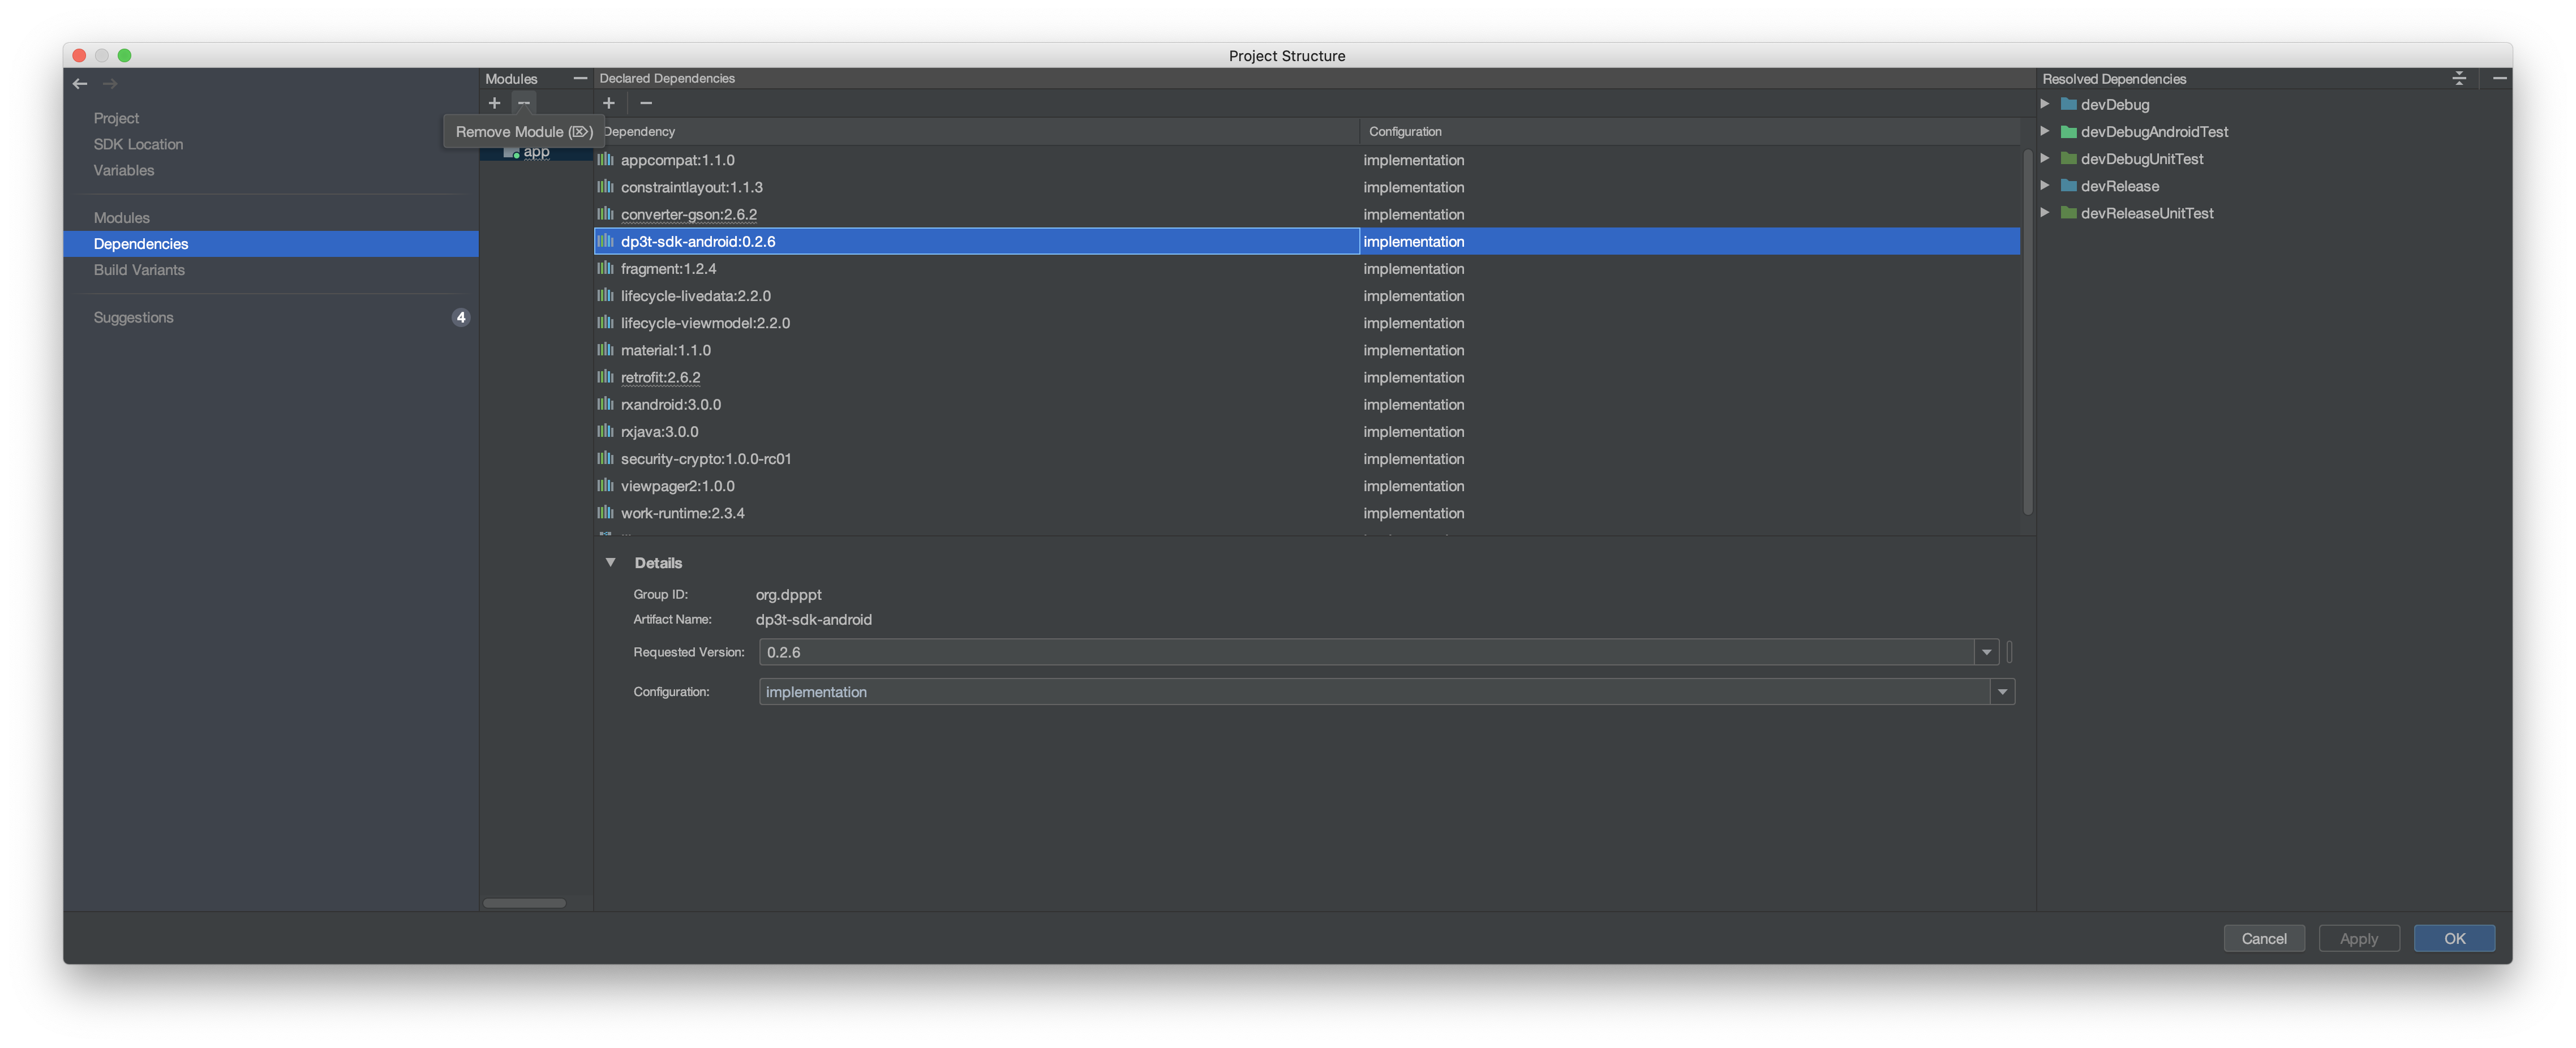 Project Structure
Project
SDK Location
Variables
Modules
Dependencies
Build Variants
Suggestions
4
Modules
Remove Module (⌦)
app
Declared Dependencies
Dependency Configuration
appcompat:1.1.0 implementation
constraintlayout:1.1.3 implementation
converter-gson:2.6.2 implementation
dp3t-sdk-android:0.2.6 implementation
fragment:1.2.4 implementation
lifecycle-livedata:2.2.0 implementation
lifecycle-viewmodel:2.2.0 implementation
material:1.1.0 implementation
retrofit:2.6.2 implementation
rxandroid:3.0.0 implementation
rxjava:3.0.0 implementation
security-crypto:1.0.0-rc01 implementation
viewpager2:1.0.0 implementation
work-runtime:2.3.4 implementation
Details
Group ID: org.dpppt
Artifact Name: dp3t-sdk-android
Requested Version: 0.2.6
Configuration: implementation
Resolved Dependencies
devDebug
devDebugAndroidTest
devDebugUnitTest
devRelease
devReleaseUnitTest
Cancel Apply OK